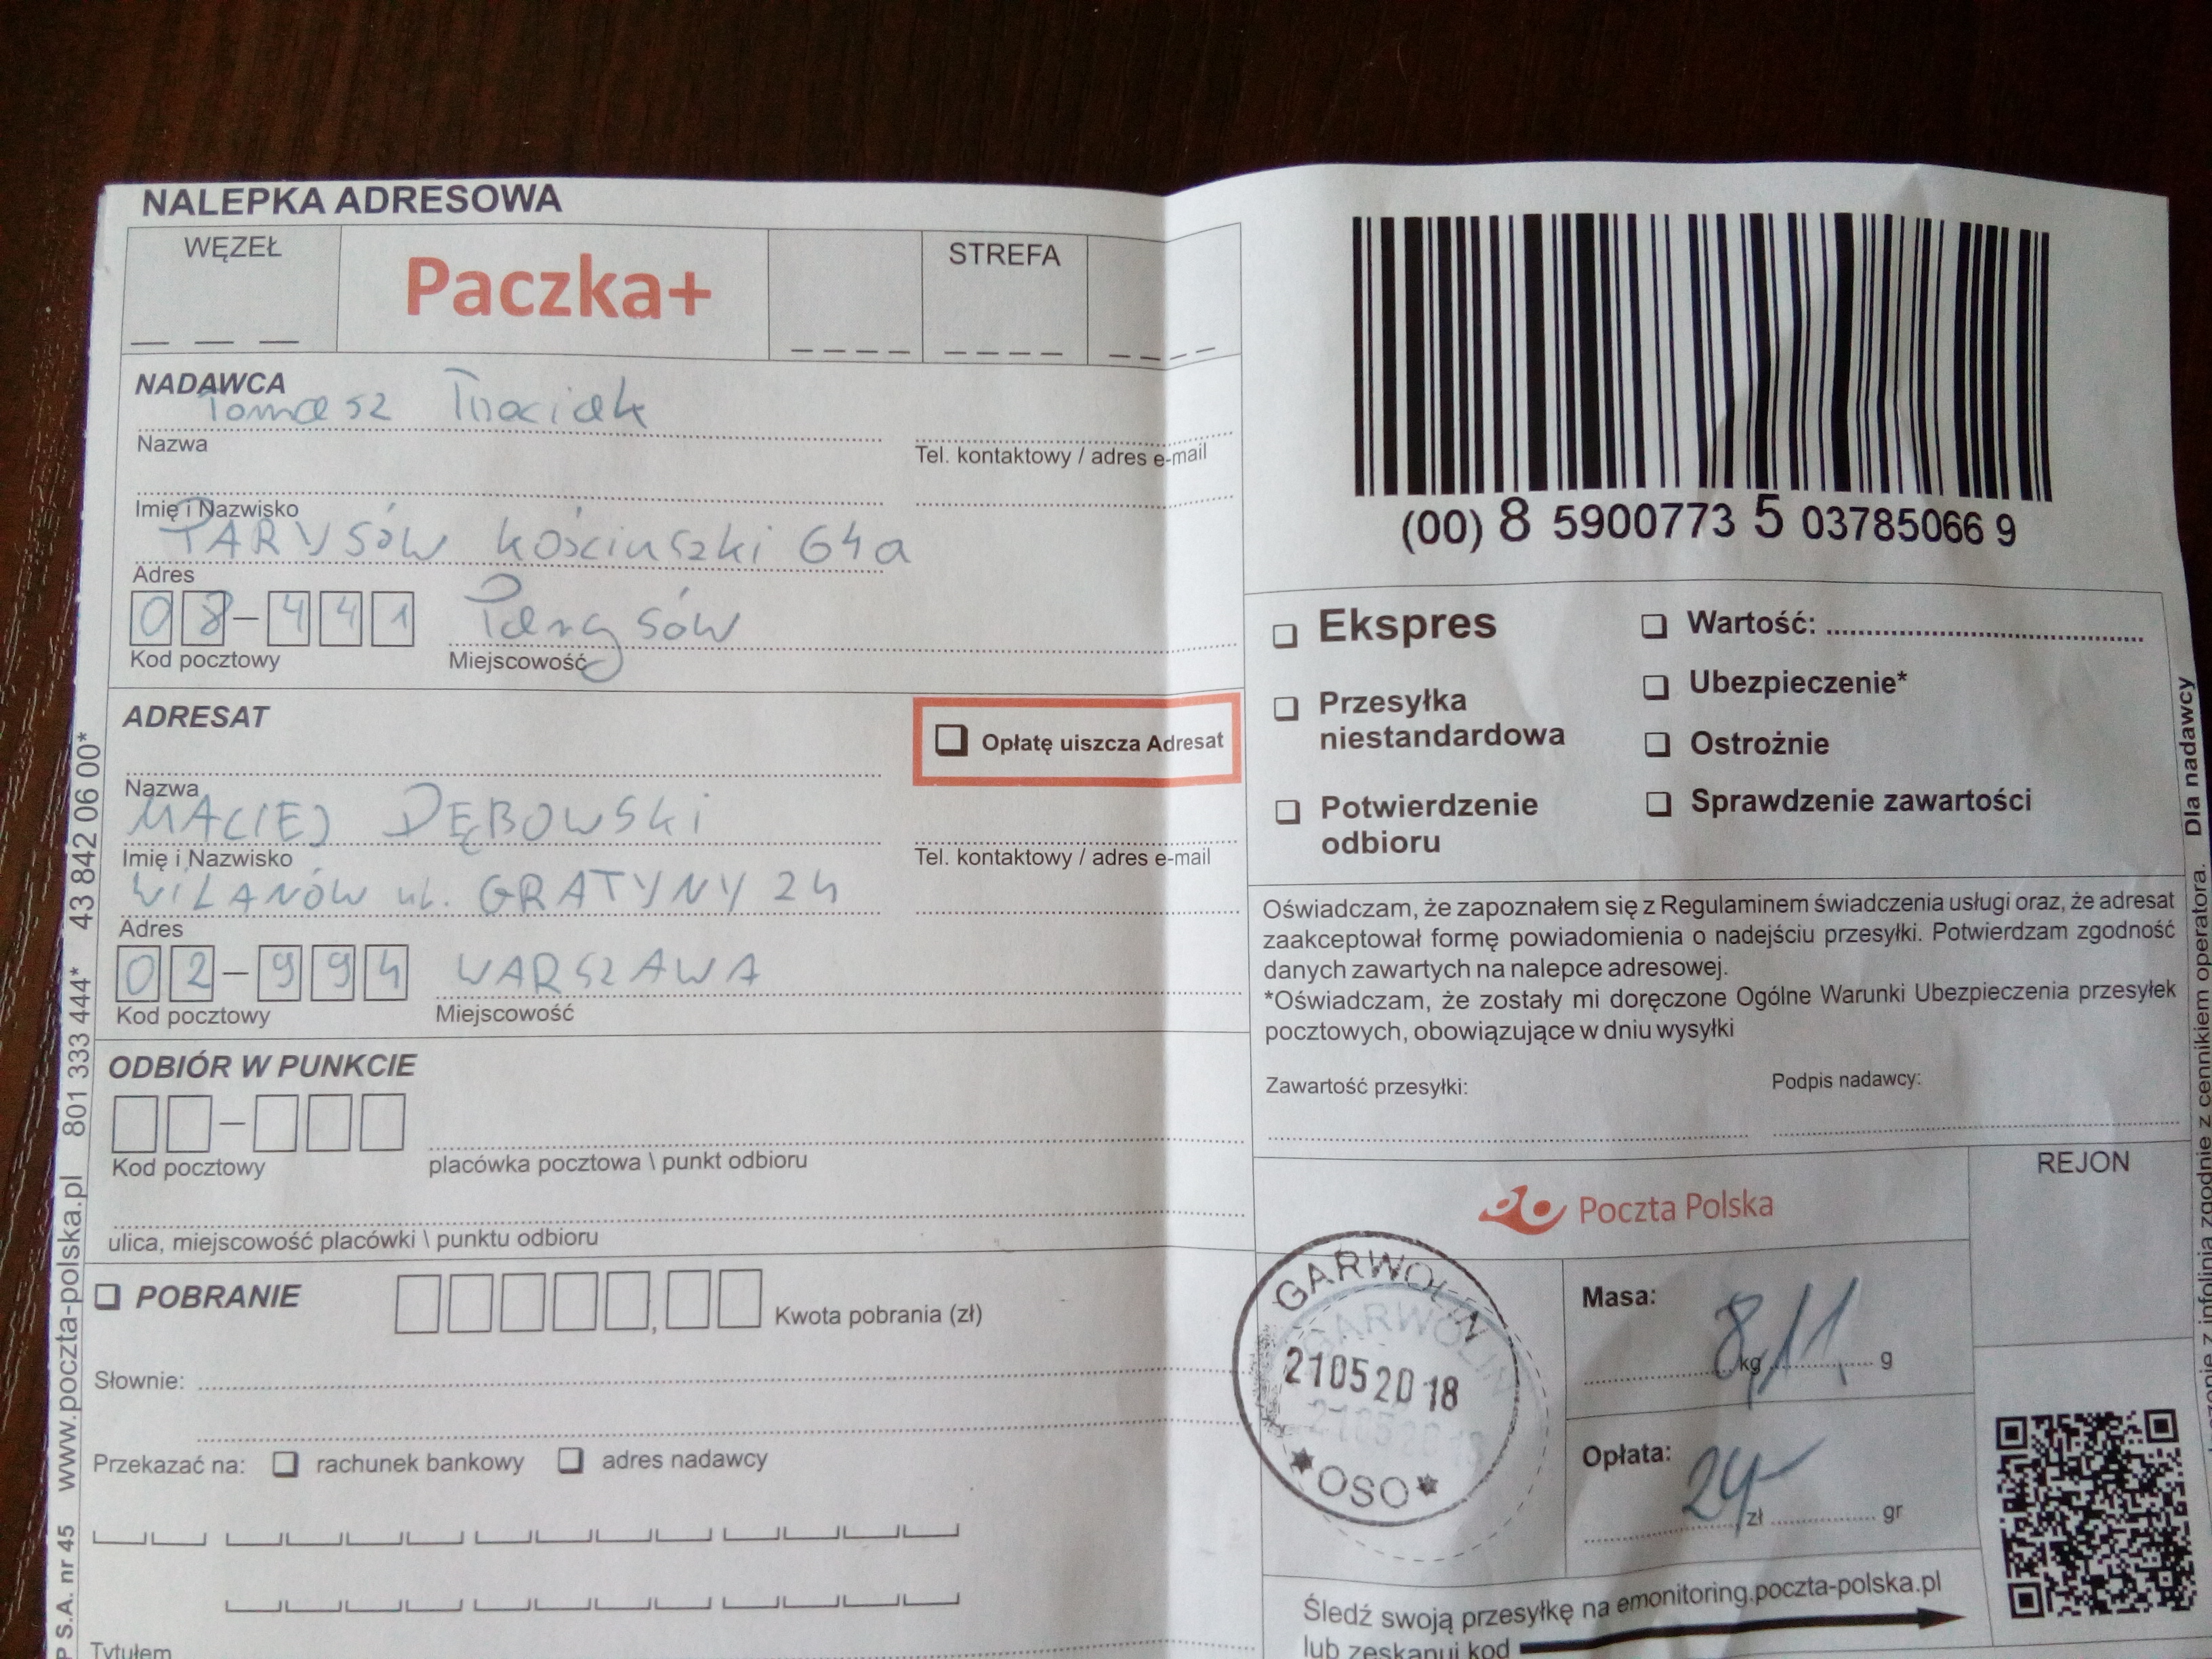 NALEPKA ADRESOWA
WĘZEŁ
Paczka+
STREFA
NADAWCA
Tomasz
Nazwa
Tel. kontaktowy / adres e-mail
Imię i Nazwisko
PARYSÓW Kościuszki 64a
Adres
08-441 Parysów
Kod pocztowy Miejscowość
ADRESAT
Opłatę uiszcza Adresat
Nazwa
MACIEJ DĘBOWSKI
Imię i Nazwisko
Tel. kontaktowy / adres e-mail
WILANÓW ul. GRATYNY 24
Adres
02-994 WARSZAWA
Kod pocztowy Miejscowość
ODBIÓR W PUNKCIE
Kod pocztowy placówka pocztowa \ punkt odbioru
ulica, miejscowość placówki \ punktu odbioru
POBRANIE , Kwota pobrania (zł)
Słownie:
Przekazać na: rachunek bankowy adres nadawcy
Tytułem
P S.A. nr 45 www.poczta-polska.pl 801 333 444* 43 842 06 00*
(00) 8 5900773 5 03785066 9
Ekspres
Wartość:
Ubezpieczenie*
Przesyłka
niestandardowa
Ostrożnie
Potwierdzenie
odbioru
Sprawdzenie zawartości
Oświadczam, że zapoznałem się z Regulaminem świadczenia usługi oraz, że adresat
zaakceptował formę powiadomienia o nadejściu przesyłki. Potwierdzam zgodność
danych zawartych na nalepce adresowej.
*Oświadczam, że zostały mi doręczone Ogólne Warunki Ubezpieczenia przesyłek
pocztowych, obowiązujące w dniu wysyłki
Zawartość przesyłki:
Podpis nadawcy:
Poczta Polska
REJON
GARWOLIN
21052018
*OSO*
Masa:
8,11
kg g
Opłata:
24,-
zł gr
Śledź swoją przesyłkę na emonitoring.poczta-polska.pl
lub zeskanuj kod
Dla nadawcy
z infolinią zgodnie z cennikiem operatora.